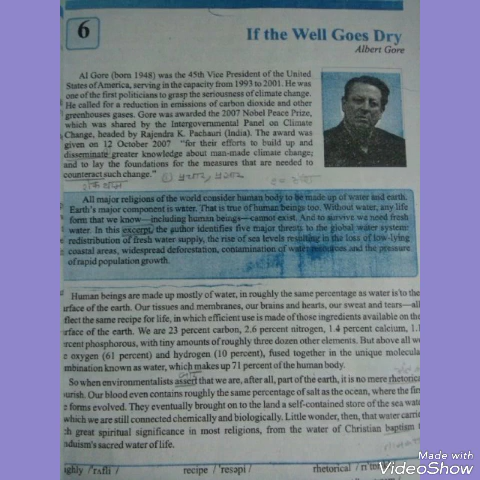 6
If the Well Goes Dry
Albert Gore
Al Gore (born 1948) was the 45th Vice President of the United
States of America, serving in the capacity from 1993 to 2001. He was
one of the first politicians to grasp the seriousness of climate change.
He called for a reduction in emissions of carbon dioxide and other
greenhouses gases. Gore was awarded the 2007 Nobel Peace Prize,
which was shared by the Intergovernmental Panel on Climate
Change, headed by Rajendra K. Pachauri (India). The award was
given on 12 October 2007 "for their efforts to build up and
disseminate greater knowledge about man-made climate change;
and to lay the foundations for the measures that are needed to
counteract such change."
All major religions of the world consider human body to be made up of water and earth.
Earth's major component is water. That is true of human beings too. Without water, any life
form that we know—including human beings—cannot exist. And to survive we need fresh
water. In this excerpt, the author identifies five major threats to the global water system:
redistribution of fresh water supply, the rise of sea levels resulting in the loss of low-lying
coastal areas, widespread deforestation, contamination of water and the pressure
of rapid population growth.
Human beings are made up mostly of water, in roughly the same percentage as water is to the
rface of the earth. Our tissues and membranes, our brains and hearts, our sweat and tears—all
flect the same recipe for life, in which efficient use is made of those ingredients available on the
rface of the earth. We are 23 percent carbon, 2.6 percent nitrogen, 1.4 percent calcium, 1.1
rcent phosphorous, with tiny amounts of roughly three dozen other elements. But above all w
e oxygen (61 percent) and hydrogen (10 percent), fused together in the unique molecula
mbination known as water, which makes up 71 percent of the human body.
So when environmentalists assert that we are, after all, part of the earth, it is no mere rhetorica
urish. Our blood even contains roughly the same percentage of salt as the ocean, where the fir
e forms evolved. They eventually brought on to the land a self-contained store of the sea wat
which we are still connected chemically and biologically. Little wonder, then, that water carri
ch great spiritual significance in most religions, from the water of Christian baptism t
nduism's sacred water of life.
ughly /'rʌfli /
recipe /'resəpi /
rhetorical
Made with
VideoShow